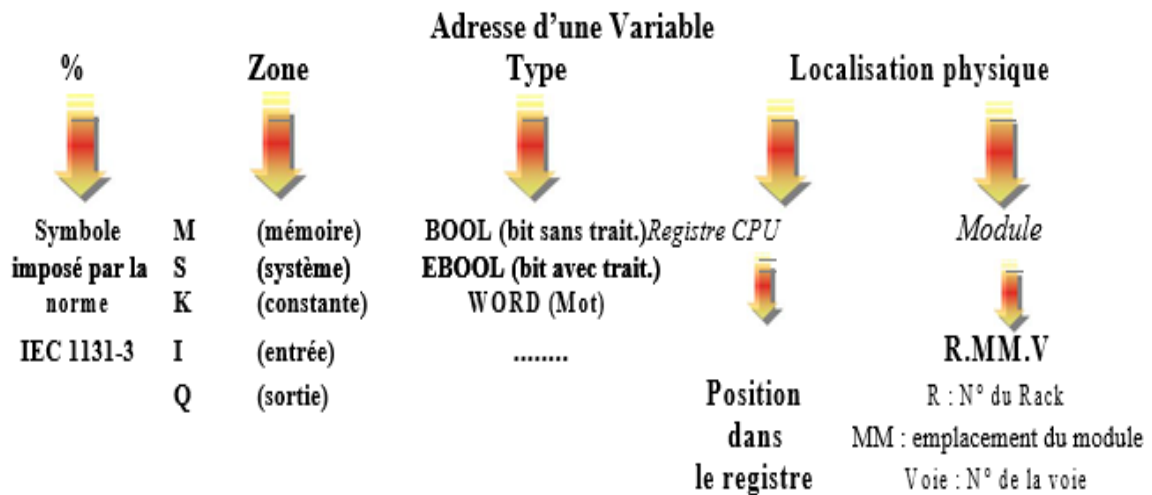 Adresse d'une Variable
% Zone Type Localisation physique
Symbole M (mémoire) BOOL (bit sans trait.) Registre CPU Module
imposé par la S (système) EBOOL (bit avec trait.)
norme K (constante) WORD (Mot)
IEC 1131-3 I (entrée) ........ R.MM.V
Q (sortie) Position R : N° du Rack
dans MM : emplacement du module
le registre Voie : N° de la voie